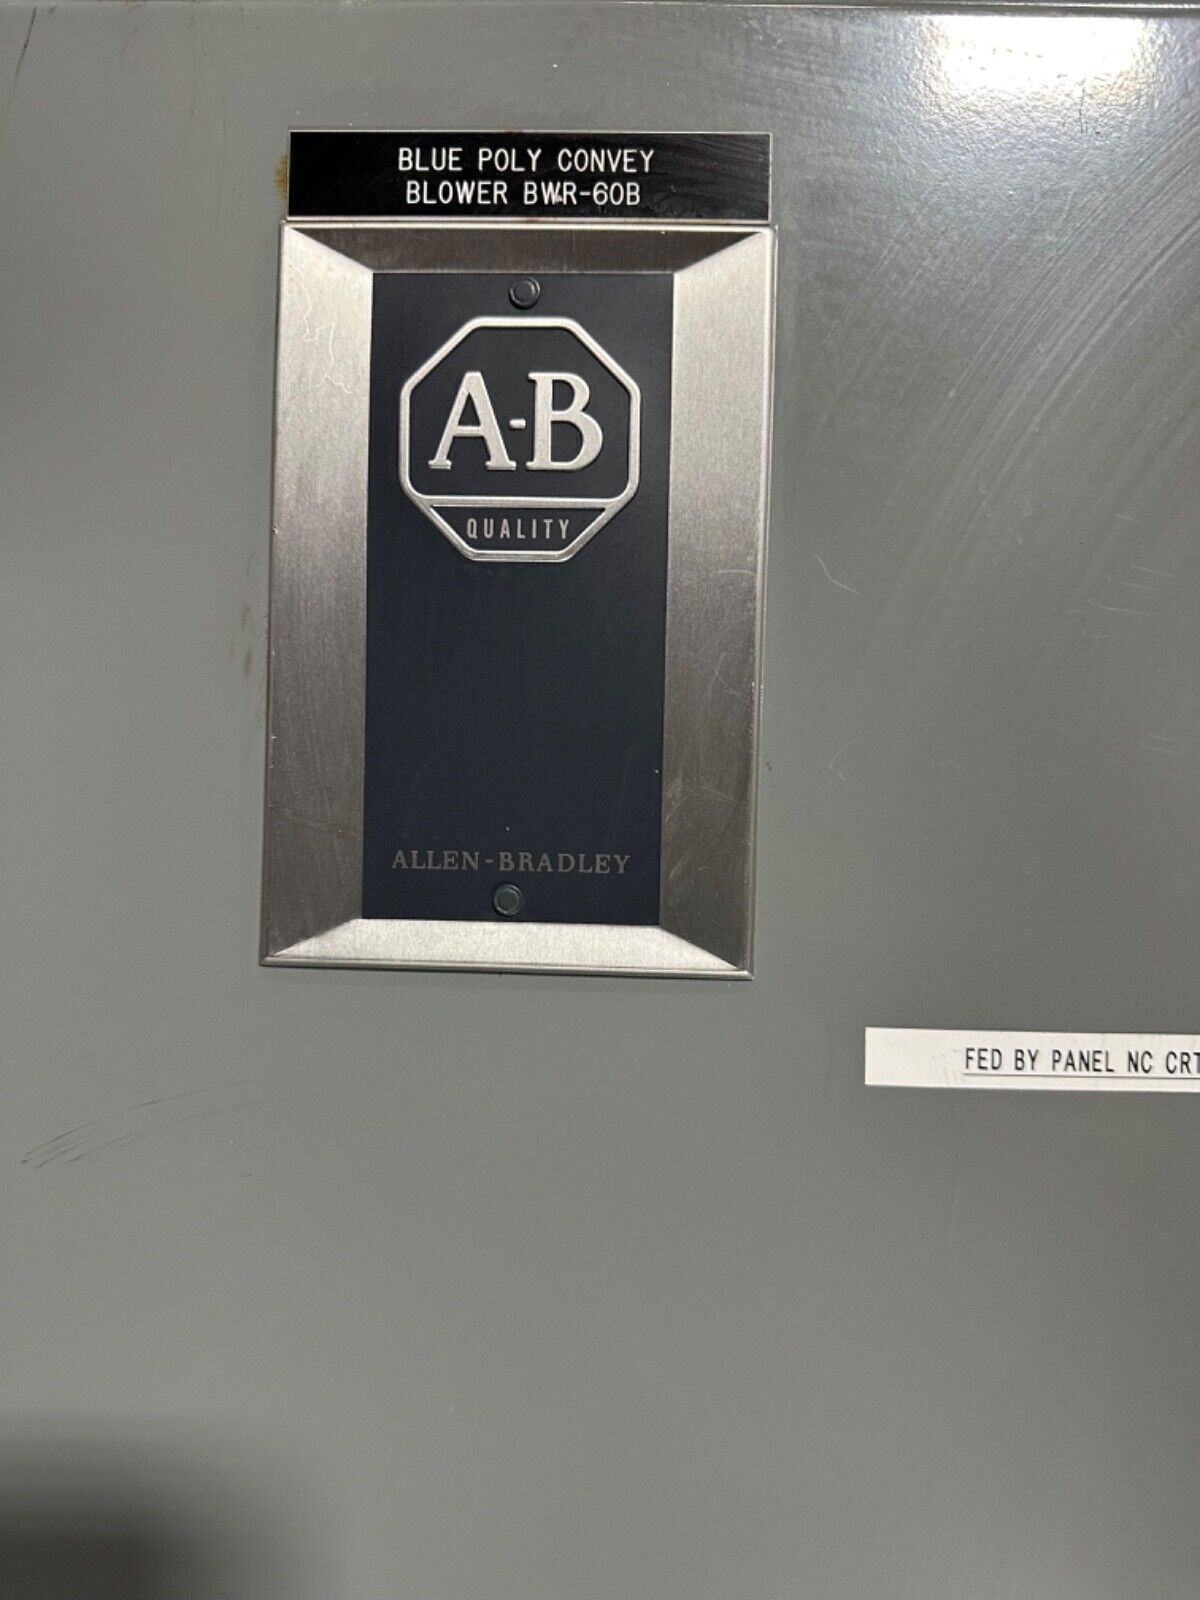 BLUE POLY CONVEY
BLOWER BWR-60B
A-B
QUALITY
ALLEN-BRADLEY
FED BY PANEL NC CRT